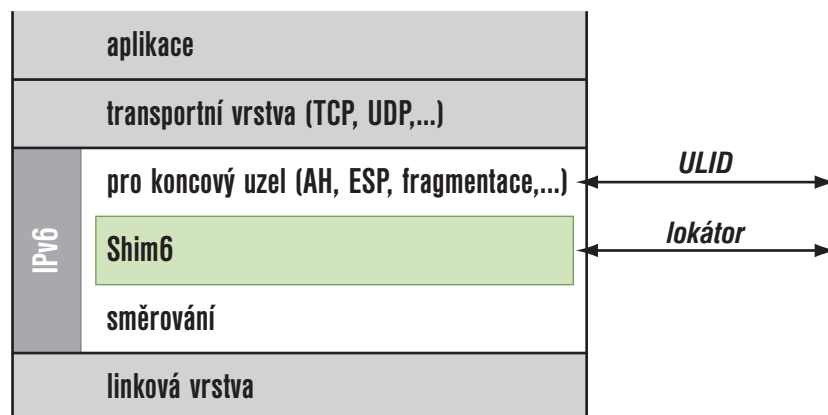 aplikace
transportní vrstva (TCP, UDP,...)
pro koncový uzel (AH, ESP, fragmentace,...)
ULID
IPv6
Shim6
lokátor
směrování
linková vrstva